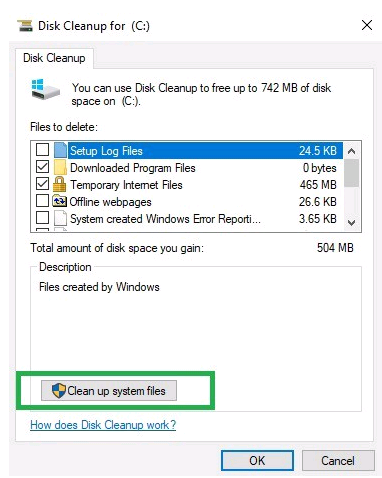 Disk Cleanup for (C:)
Disk Cleanup
You can use Disk Cleanup to free up to 742 MB of disk
space on (C:).
Files to delete:
Setup Log Files 24.5 KB
Downloaded Program Files 0 bytes
Temporary Internet Files 465 MB
Offline webpages 26.6 KB
System created Windows Error Reporti... 3.65 KB
Total amount of disk space you gain: 504 MB
Description
Files created by Windows
Clean up system files
How does Disk Cleanup work?
OK Cancel